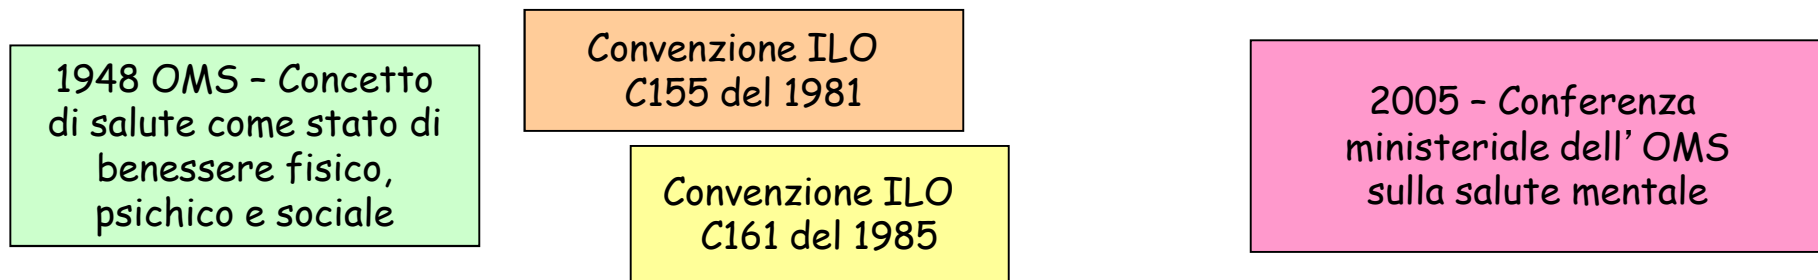 1948 OMS – Concetto
di salute come stato di
benessere fisico,
psichico e sociale
Convenzione ILO
C155 del 1981
Convenzione ILO
C161 del 1985
2005 – Conferenza
ministeriale dell’ OMS
sulla salute mentale